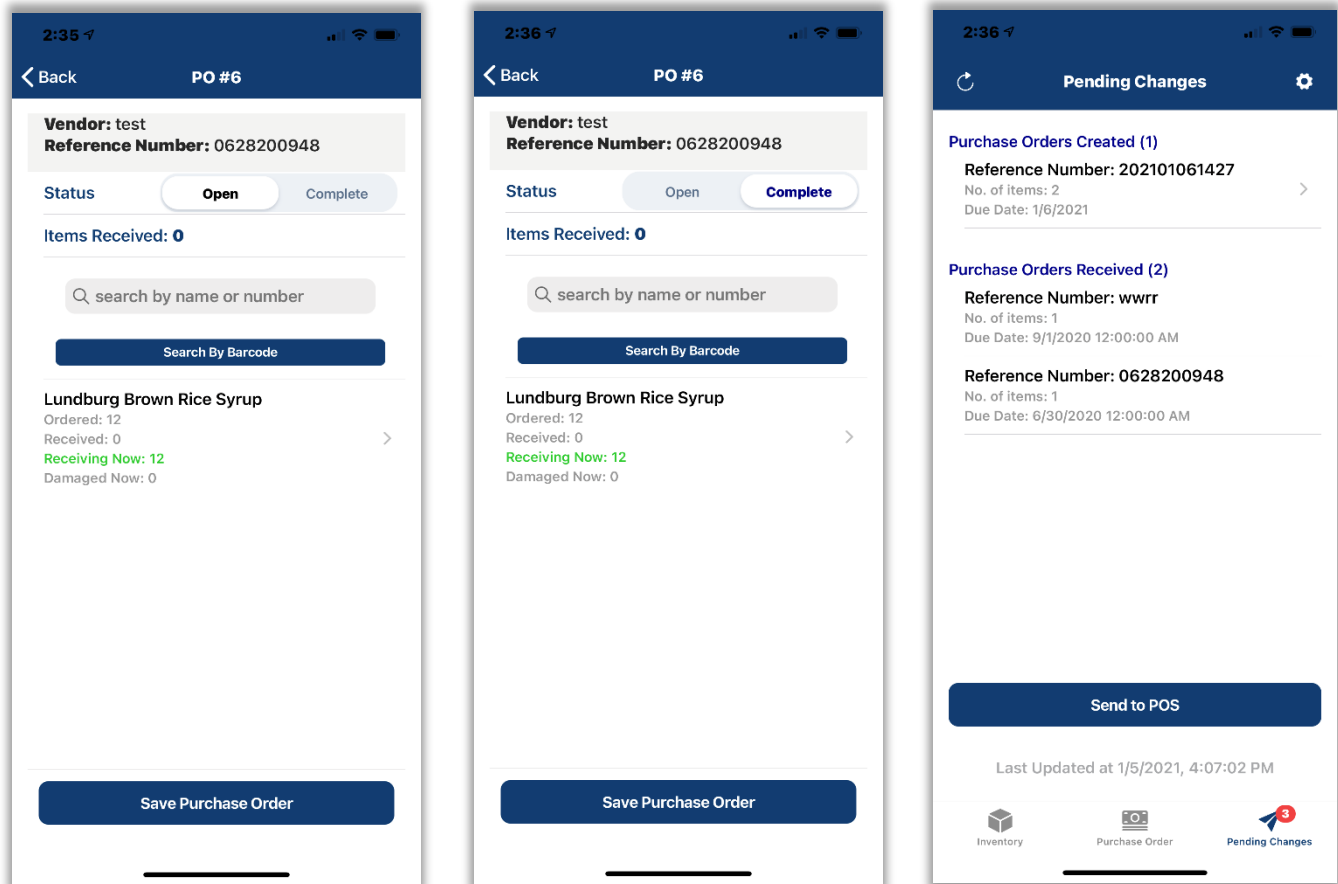 2:35
Back
PO #6
Vendor: test
Reference Number: 0628200948
Status
Open
Complete
Items Received: 0
search by name or number
Search By Barcode
Lundburg Brown Rice Syrup
Ordered: 12
Received: 0
Receiving Now: 12
Damaged Now: 0
Save Purchase Order
2:36
Back
PO #6
Vendor: test
Reference Number: 0628200948
Status
Open
Complete
Items Received: 0
search by name or number
Search By Barcode
Lundburg Brown Rice Syrup
Ordered: 12
Received: 0
Receiving Now: 12
Damaged Now: 0
Save Purchase Order
2:36
Pending Changes
Purchase Orders Created (1)
Reference Number: 202101061427
No. of items: 2
Due Date: 1/6/2021
Purchase Orders Received (2)
Reference Number: wwrr
No. of items: 1
Due Date: 9/1/2020 12:00:00 AM
Reference Number: 0628200948
No. of items: 1
Due Date: 6/30/2020 12:00:00 AM
Send to POS
Last Updated at 1/5/2021, 4:07:02 PM
3
Inventory
Purchase Order
Pending Changes